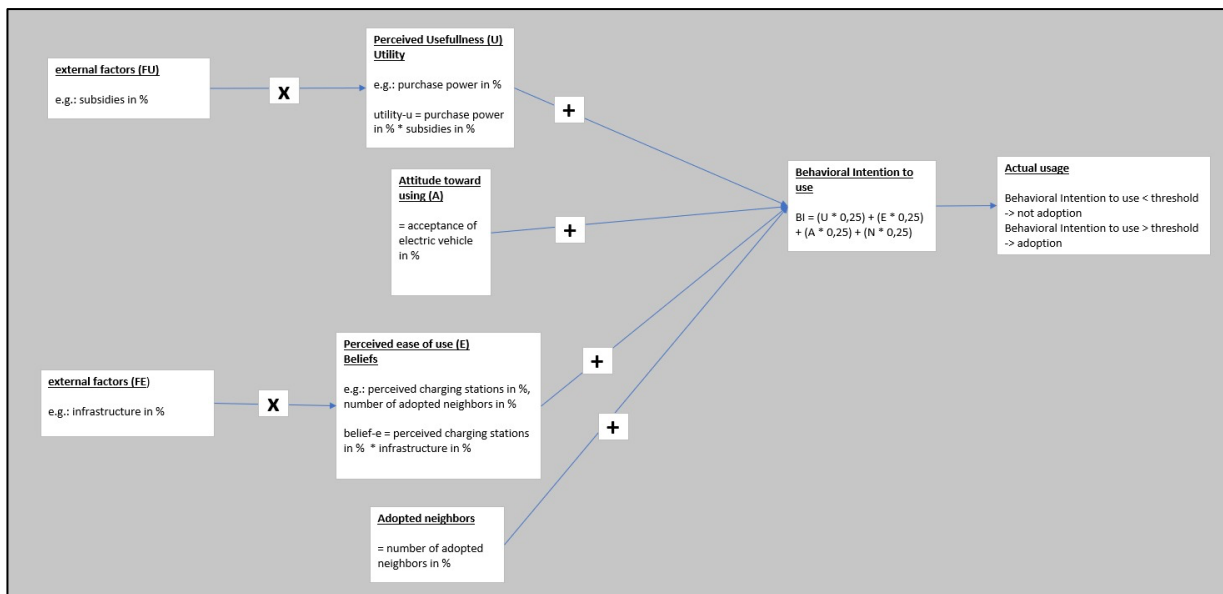 external factors (FU)
e.g.: subsidies in %
X
Perceived Usefullness (U)
Utility
e.g.: purchase power in %
utility-u = purchase power
in % * subsidies in %
+
Attitude toward
using (A)
= acceptance of
electric vehicle
in %
+
Behavioral Intention to
use
BI = (U * 0,25) + (E * 0,25)
+ (A * 0,25) + (N * 0,25)
Actual usage
Behavioral Intention to use < threshold
-> not adoption
Behavioral Intention to use > threshold
-> adoption
external factors (FE)
e.g.: infrastructure in %
X
Perceived ease of use (E)
Beliefs
e.g.: perceived charging stations in %,
number of adopted neighbors in %
belief-e = perceived charging stations
in % * infrastructure in %
+
+
Adopted neighbors
= number of adopted
neighbors in %